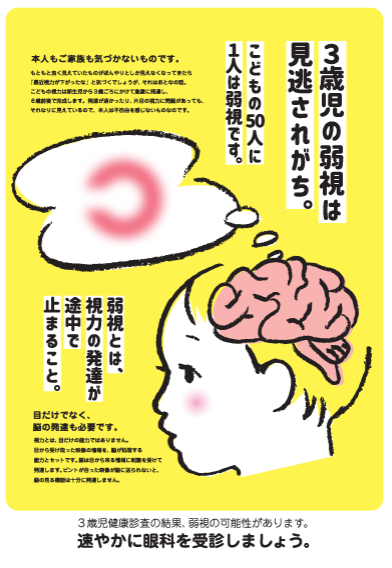 ３歳児の弱視は
見逃されがち。
こどもの50人に
１人は弱視です。
本人もご家族も気づかないものです。
もともと良く見えていたものがぼんやりとしか見えなくなってきたら
「最近視力が下がったな」と気づくでしょうが、それはおとなの話。
こどもの視力は新生児から３歳ごろにかけて急激に発達し、
６歳前後で完成します。発達が遅かったり、片目の視力に問題があっても、
それなりに見えているので、本人は不自由を感じないものなのです。
弱視とは、
視力の発達が
途中で
止まること。
目だけでなく、
脳の発達も必要です。
視力とは、目だけの能力ではありません。
目から受け取った映像の情報を、脳が処理する
能力とセットです。脳は目から来る情報に刺激を受けて
発達します。ピントが合った映像が脳に送られないと、
脳の見る機能は十分に発達しません。
３歳児健康診査の結果、弱視の可能性があります。
速やかに眼科を受診しましょう。